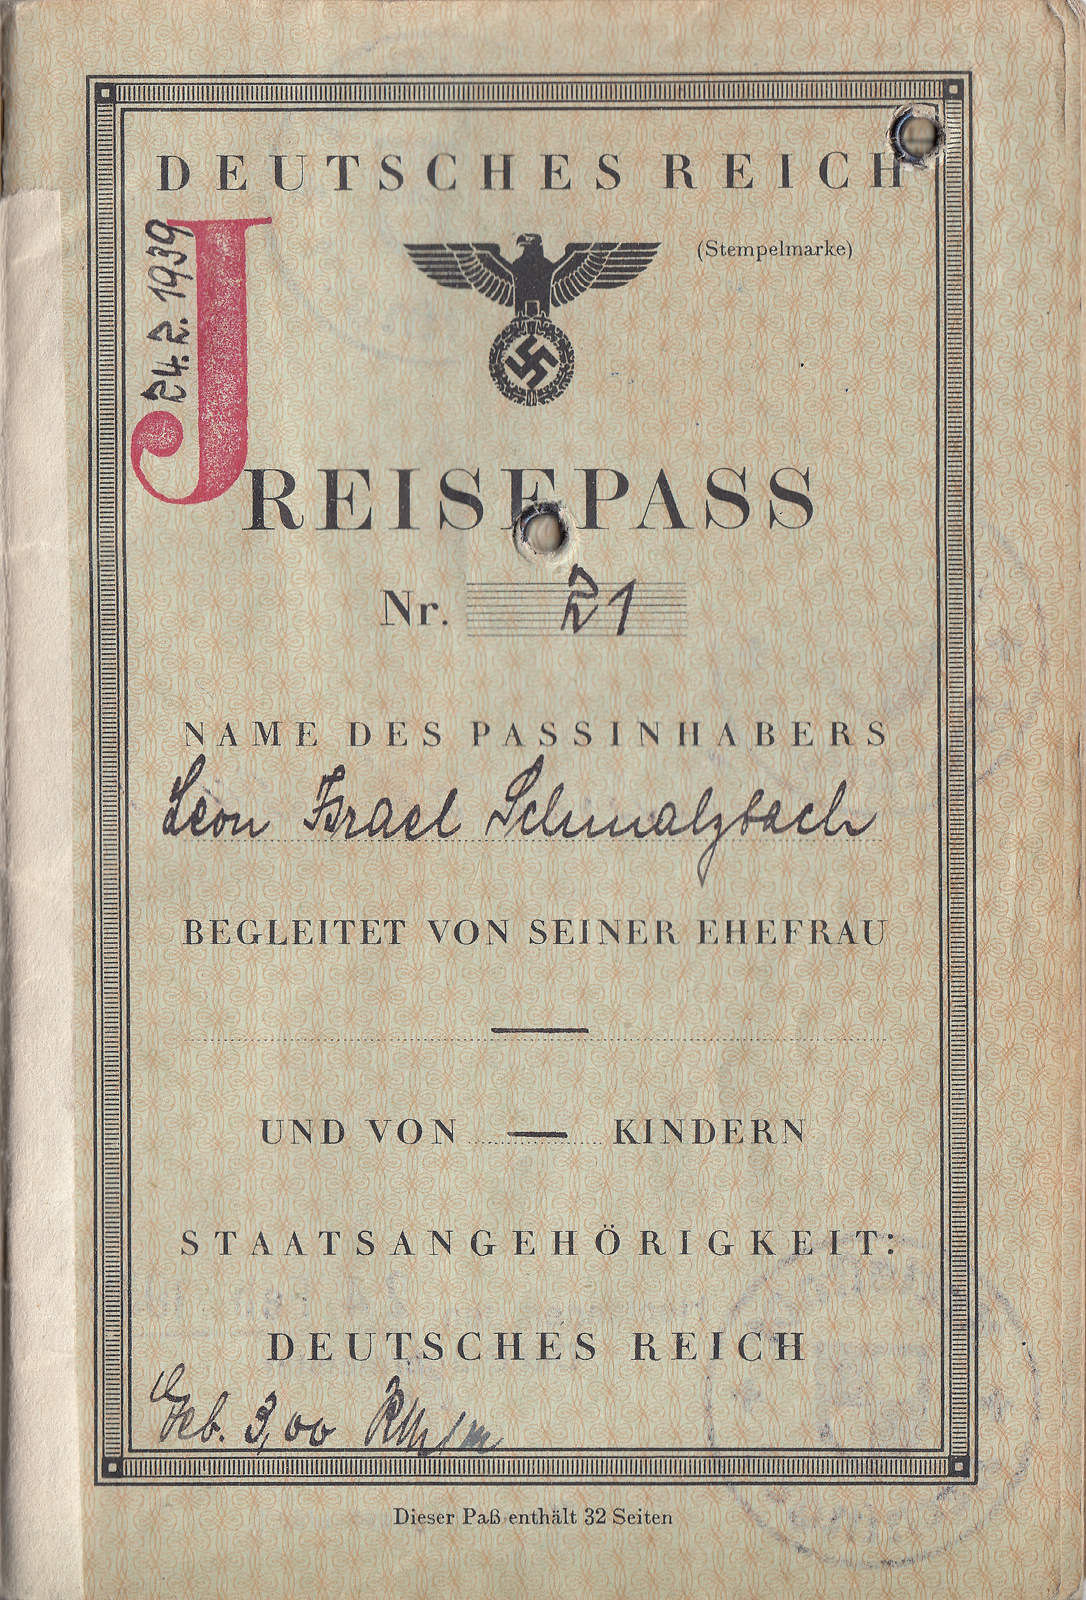 DEUTSCHES REICH
(Stempelmarke)
J
24.2.1939
REISEPASS
Nr. 21
NAME DES PASSINHABERS
Leon Israel Schmalzbach
BEGLEITET VON SEINER EHEFRAU
—
UND VON — KINDERN
STAATSANGEHÖRIGKEIT:
DEUTSCHES REICH
Geb. 3,00
Dieser Paß enthält 32 Seiten